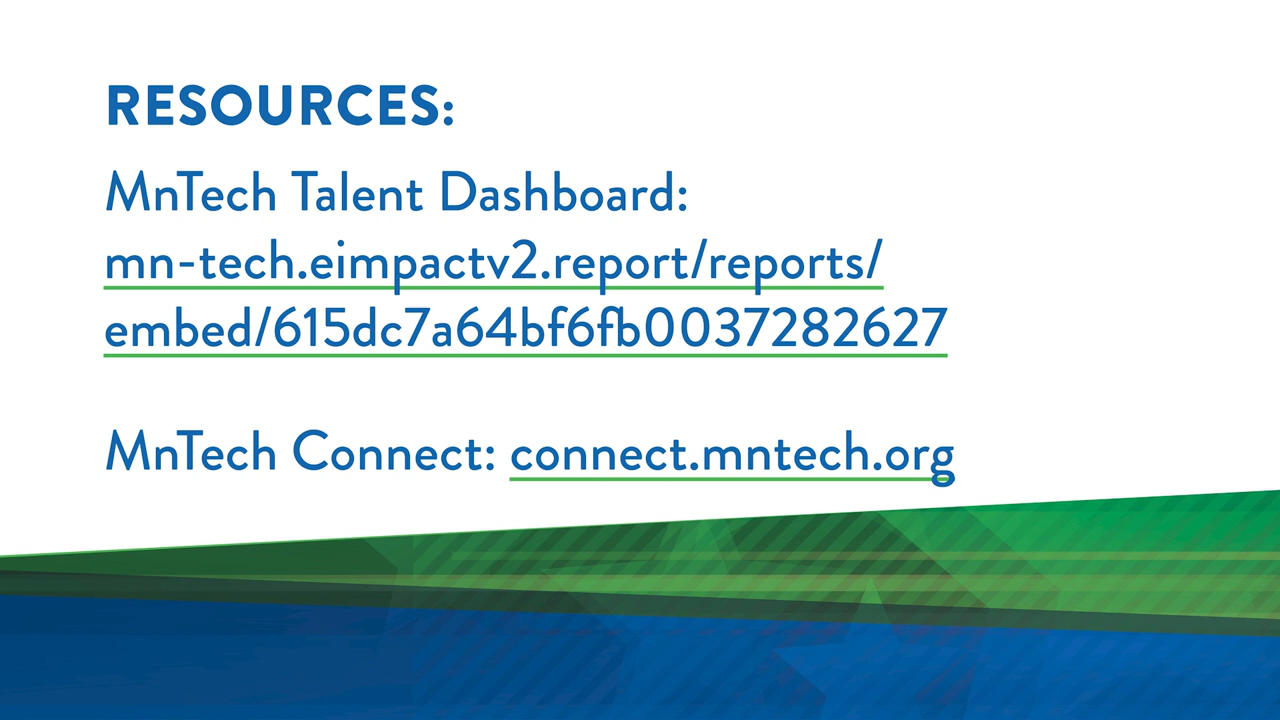 RESOURCES:
MnTech Talent Dashboard:
mn-tech.eimpactv2.report/reports/
embed/615dc7a64bf6fb0037282627
MnTech Connect: connect.mntech.org